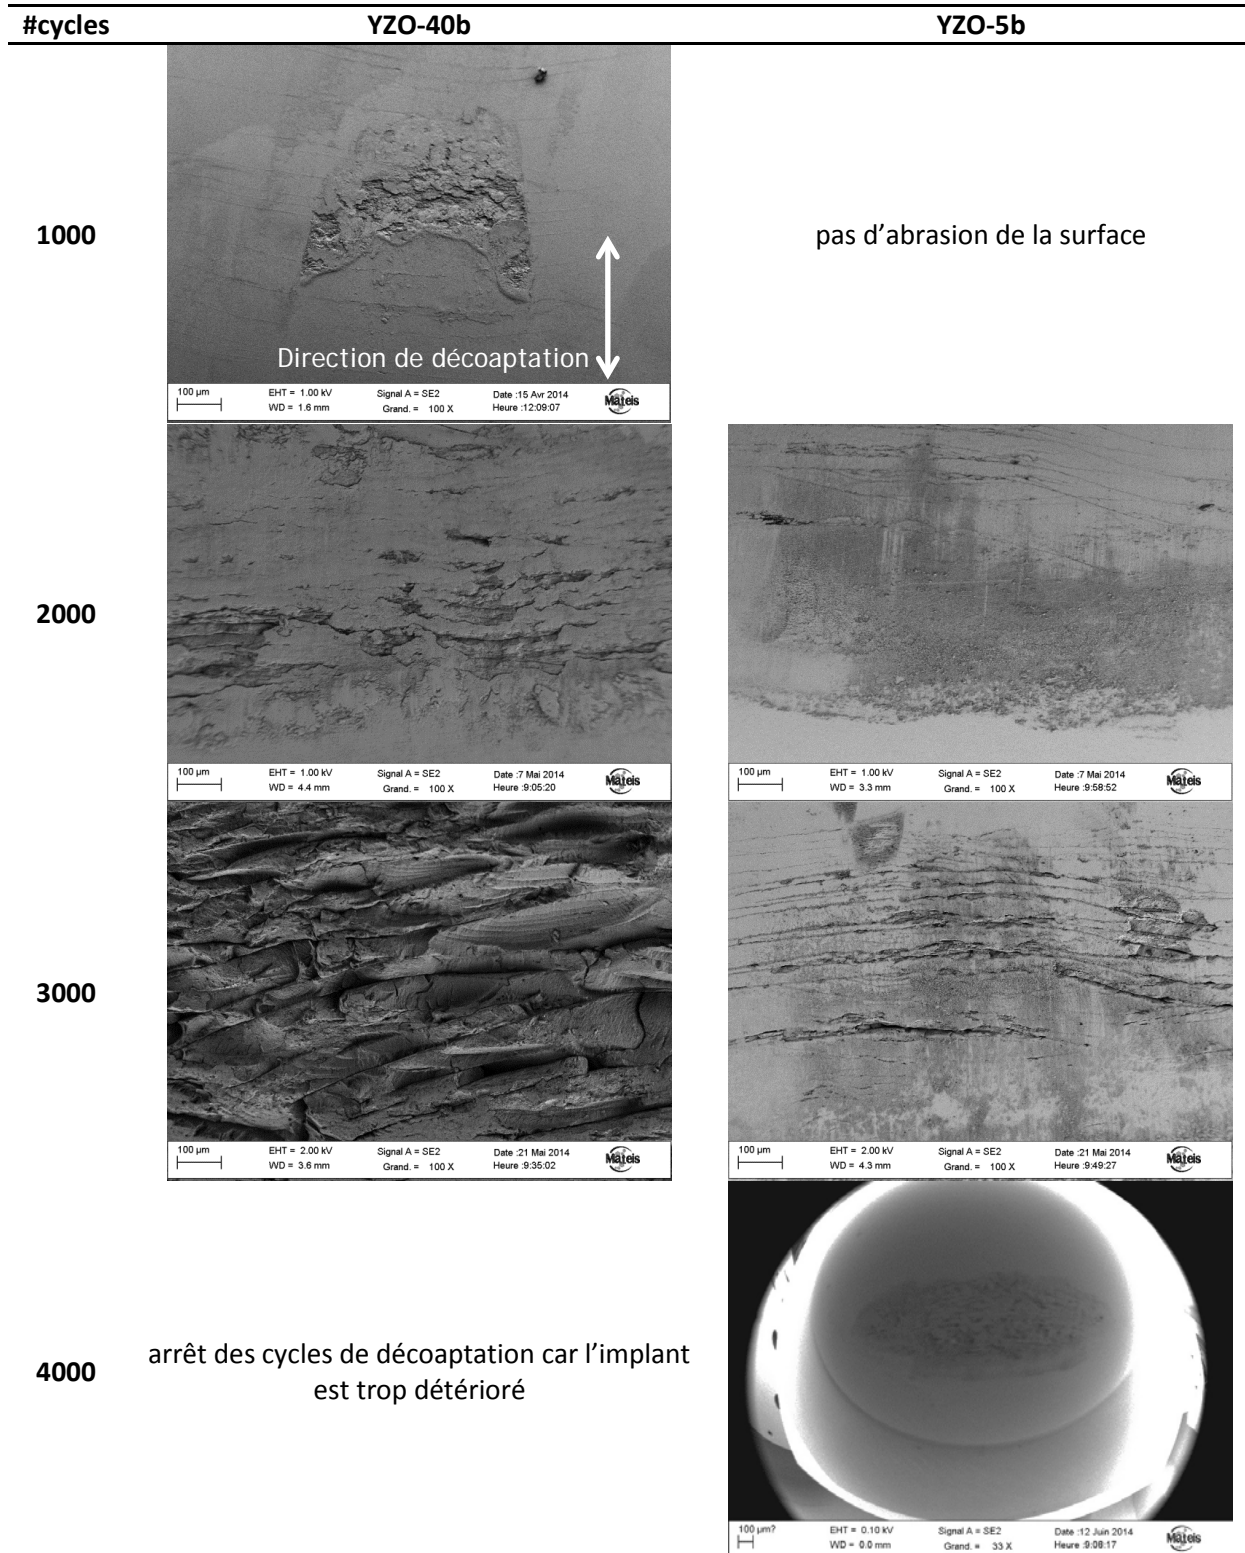 #cycles YZO-40b YZO-5b
1000
Direction de décoaptation
100 µm EHT = 1.00 kV Signal A = SE2 Date :15 Avr 2014
WD = 1.6 mm Grand. = 100 X Heure :12:09:07
Mateis
pas d’abrasion de la surface
2000
100 µm EHT = 1.00 kV Signal A = SE2 Date :7 Mai 2014
WD = 4.4 mm Grand. = 100 X Heure :9:05:20
Mateis
100 µm EHT = 1.00 kV Signal A = SE2 Date :7 Mai 2014
WD = 3.3 mm Grand. = 100 X Heure :9:58:52
Mateis
3000
100 µm EHT = 2.00 kV Signal A = SE2 Date :21 Mai 2014
WD = 3.6 mm Grand. = 100 X Heure :9:35:02
Mateis
100 µm EHT = 2.00 kV Signal A = SE2 Date :21 Mai 2014
WD = 4.3 mm Grand. = 100 X Heure :9:49:27
Mateis
4000
arrêt des cycles de décoaptation car l’implant
est trop détérioré
100 µm? EHT = 0.10 kV Signal A = SE2 Date :12 Juin 2014
WD = 0.0 mm Grand. = 33 X Heure :9:08:17
Mateis